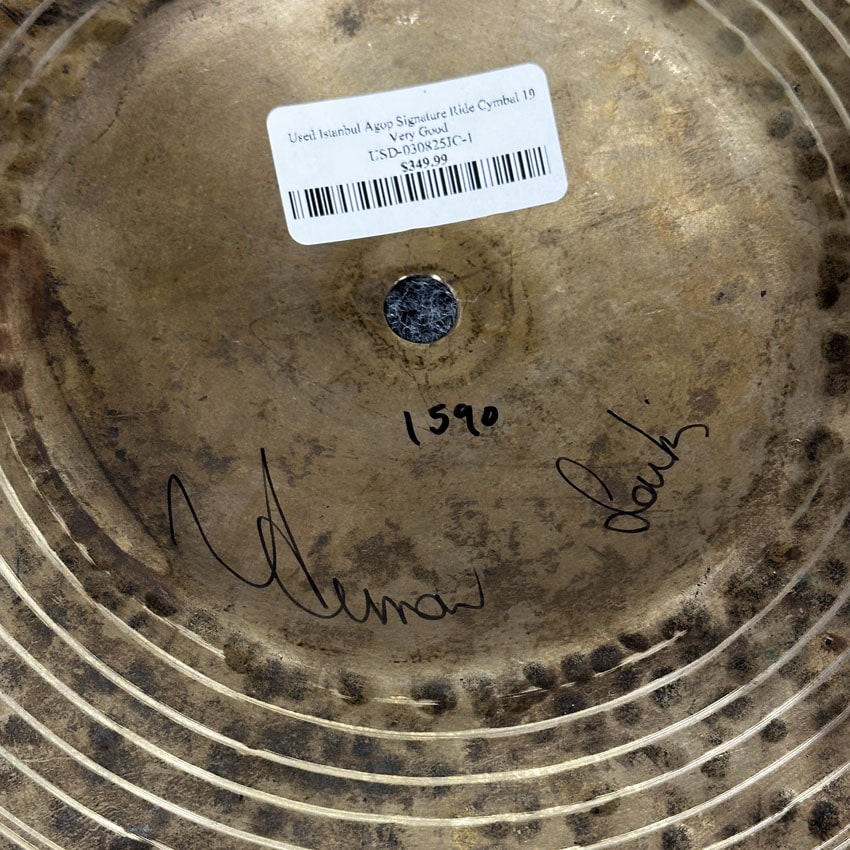 Used Istanbul Agop Signature Ride Cymbal 19
Very Good
USD-030825JC-1
$349.99
1590